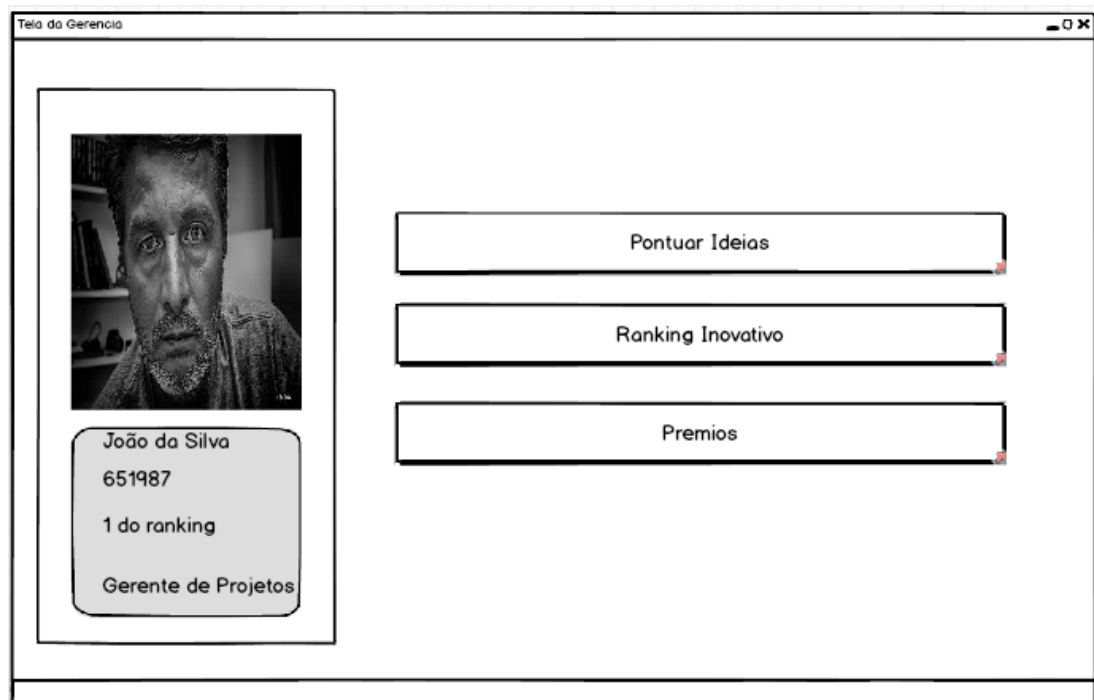 Tela da Gerencia
João da Silva
651987
1 do ranking
Gerente de Projetos
Pontuar Ideias
Ranking Inovativo
Premios